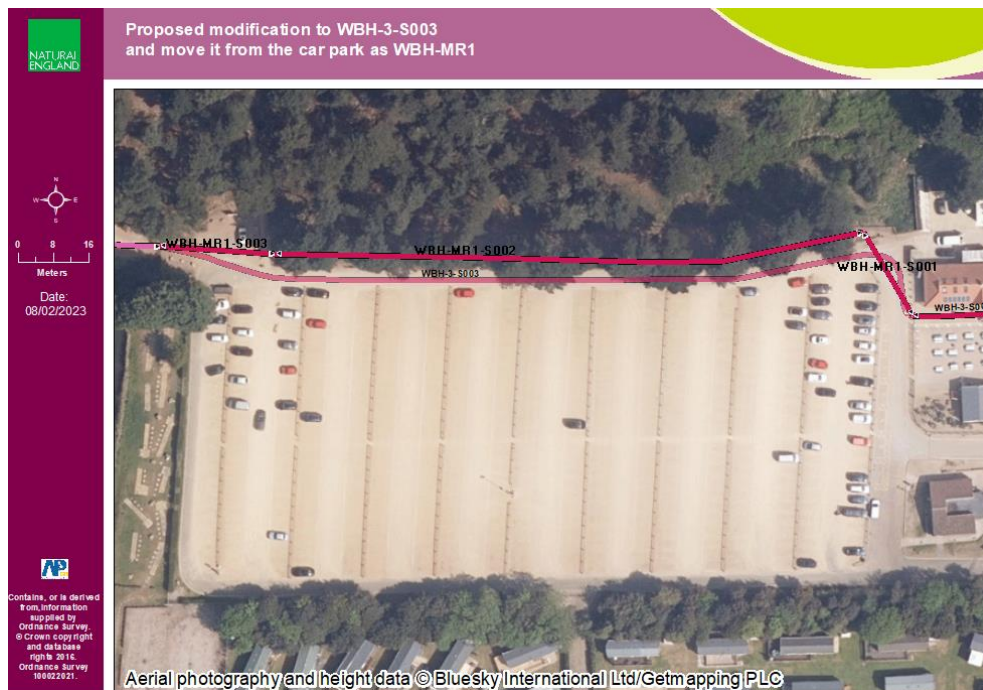 Proposed modification to WBH-3-S003
and move it from the car park as WBH-MR1
NATURAL
ENGLAND
N
W E
S
0 8 16
Meters
Date:
08/02/2023
WBH-MR1-S003
WBH-MR1-S002
WBH-3-S003
WBH-MR1-S001
Contains, or is derived
from, information
supplied by
Ordnance Survey.
© Crown copyright
and database
rights 2016.
Ordnance Survey
100022021.
Aerial photography and height data © Bluesky International Ltd/Getmapping PLC